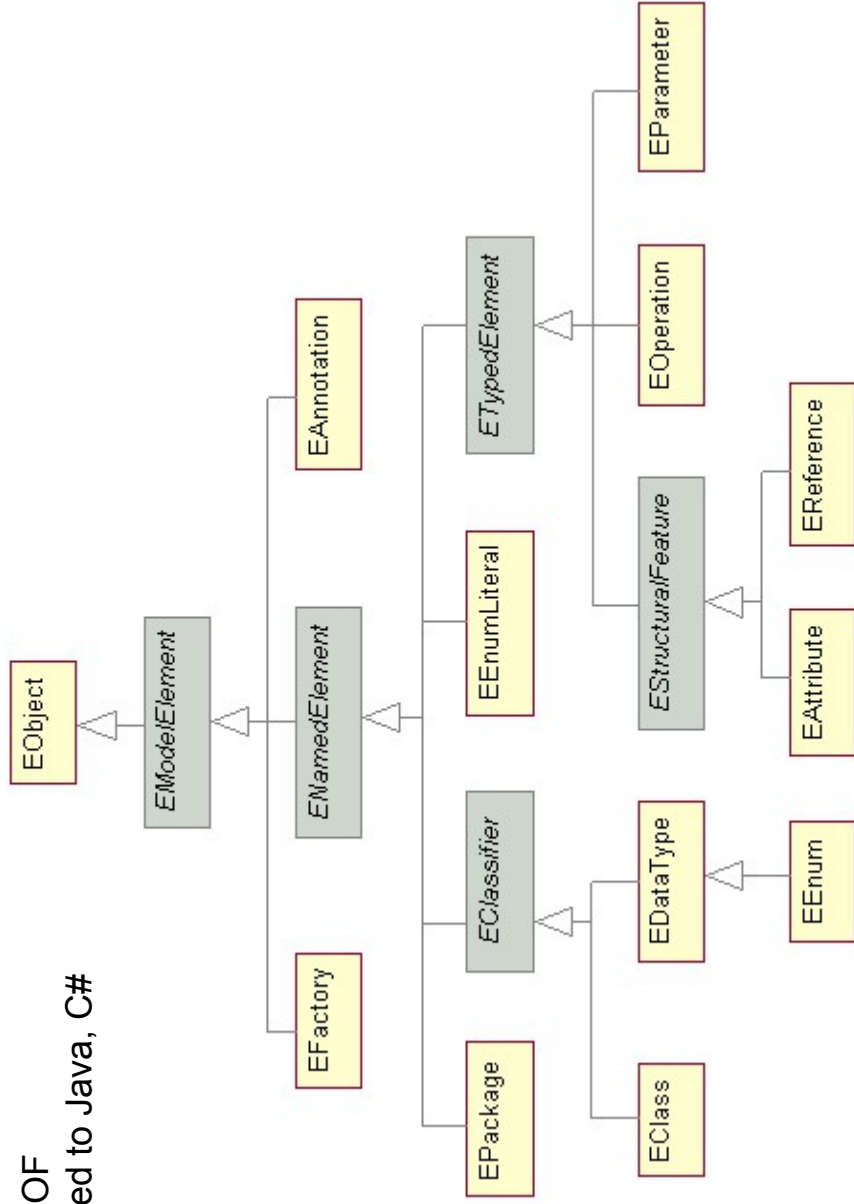 OF
ed to Java, C#
EObject
EModelElement
EFactory
ENamedElement
EAnnotation
EPackage
EClassifier
EEnumLiteral
ETypedElement
EClass
EDataType
EStructuralFeature
EOperation
EParameter
EEnum
EAttribute
EReference